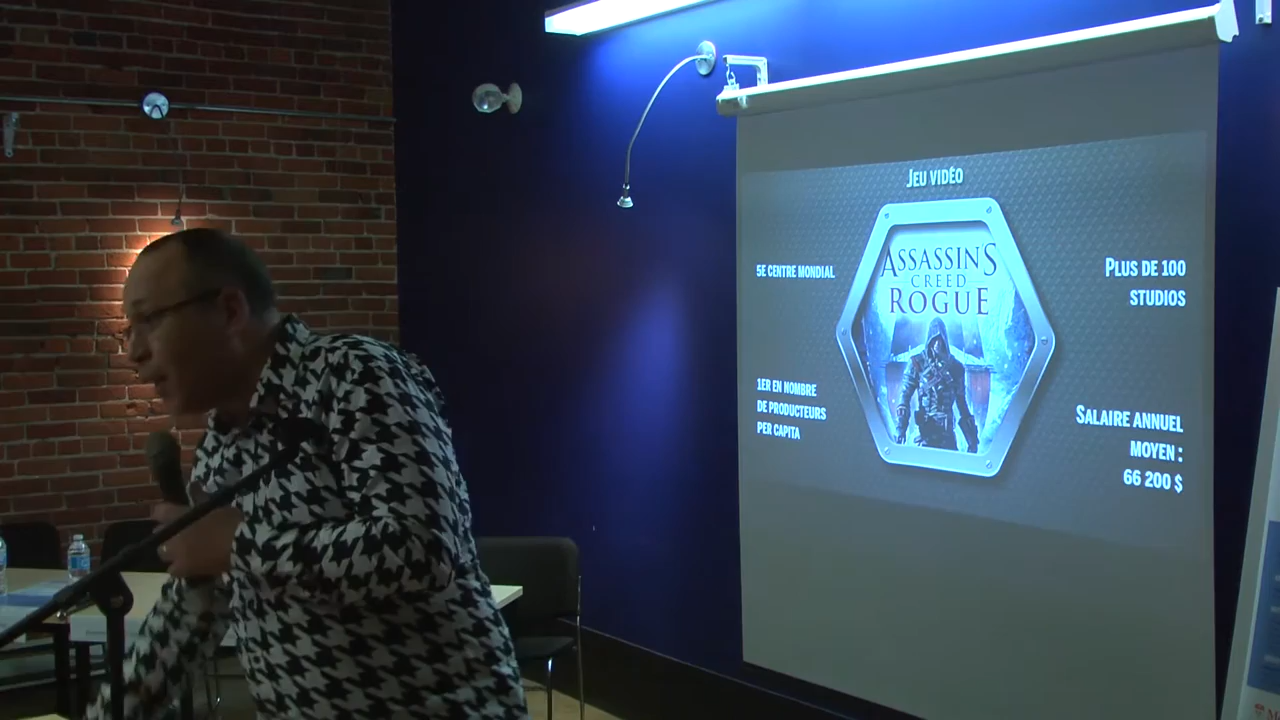 Jeu vidéo
5e centre mondial
Assassin's
Creed
Rogue
Plus de 100
studios
1er en nombre
de producteurs
per capita
Salaire annuel
moyen :
66 200 $